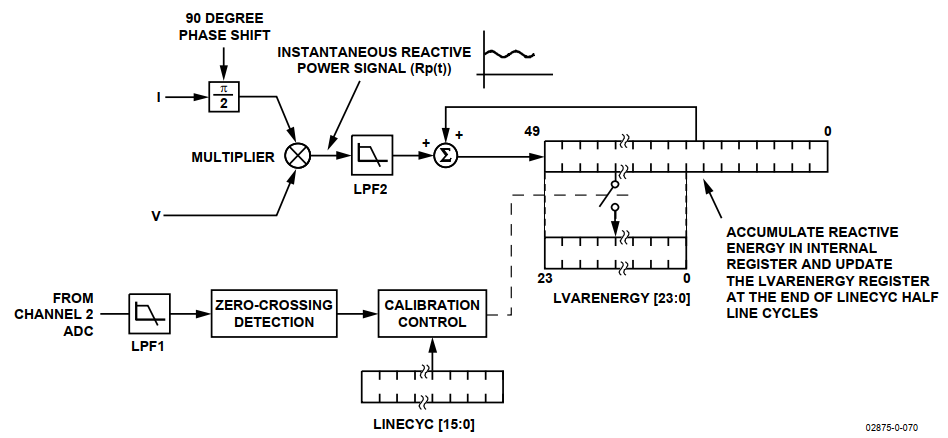 90 DEGREE
PHASE SHIFT
INSTANTANEOUS REACTIVE
POWER SIGNAL (Rp(t))
I
π
2
MULTIPLIER
LPF2
+
+
Σ
49
0
V
23
0
LVARENERGY [23:0]
ACCUMULATE REACTIVE
ENERGY IN INTERNAL
REGISTER AND UPDATE
THE LVARENERGY REGISTER
AT THE END OF LINECYC HALF
LINE CYCLES
FROM
CHANNEL 2
ADC
LPF1
ZERO-CROSSING
DETECTION
CALIBRATION
CONTROL
LINECYC [15:0]
02875-0-070